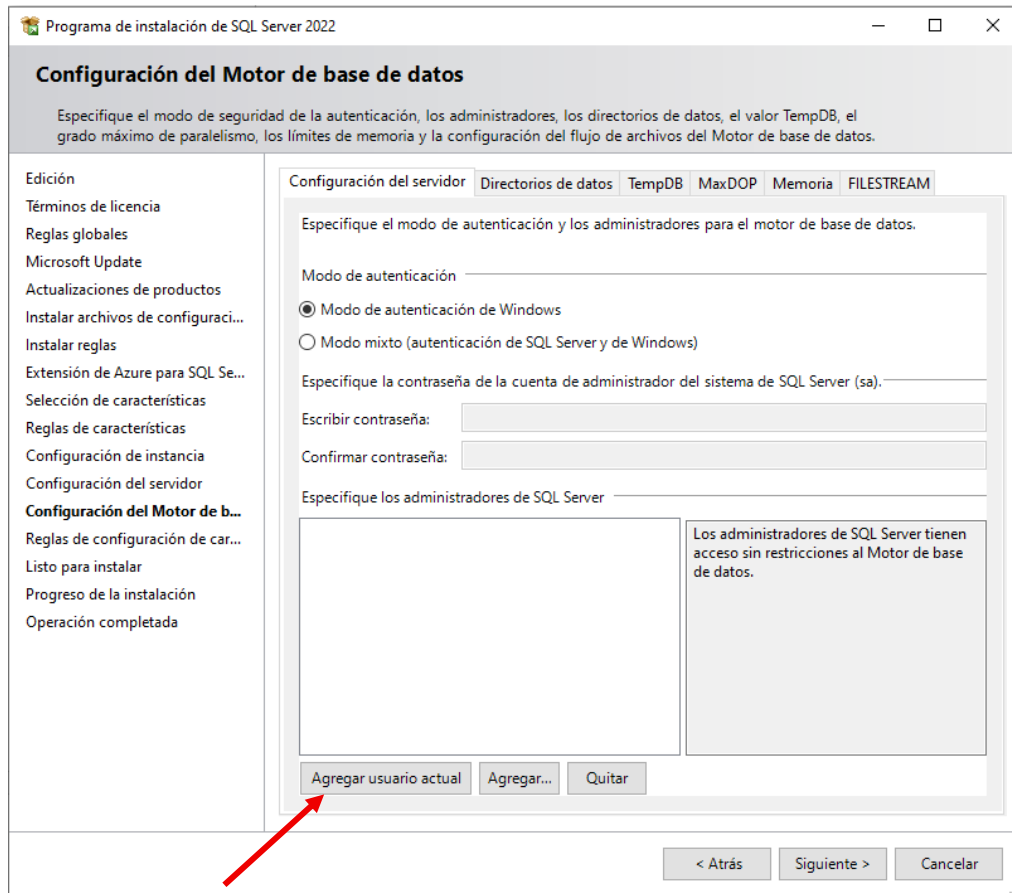 Programa de instalación de SQL Server 2022
Configuración del Motor de base de datos
Especifique el modo de seguridad de la autenticación, los administradores, los directorios de datos, el valor TempDB, el
grado máximo de paralelismo, los límites de memoria y la configuración del flujo de archivos del Motor de base de datos.
Edición
Términos de licencia
Reglas globales
Microsoft Update
Actualizaciones de productos
Instalar archivos de configuraci...
Instalar reglas
Extensión de Azure para SQL Se...
Selección de características
Reglas de características
Configuración de instancia
Configuración del servidor
Configuración del Motor de b...
Reglas de configuración de car...
Listo para instalar
Progreso de la instalación
Operación completada
Configuración del servidor Directorios de datos TempDB MaxDOP Memoria FILESTREAM
Especifique el modo de autenticación y los administradores para el motor de base de datos.
Modo de autenticación
Modo de autenticación de Windows
Modo mixto (autenticación de SQL Server y de Windows)
Especifique la contraseña de la cuenta de administrador del sistema de SQL Server (sa).
Escribir contraseña:
Confirmar contraseña:
Especifique los administradores de SQL Server
Los administradores de SQL Server tienen
acceso sin restricciones al Motor de base
de datos.
Agregar usuario actual Agregar... Quitar
< Atrás Siguiente > Cancelar